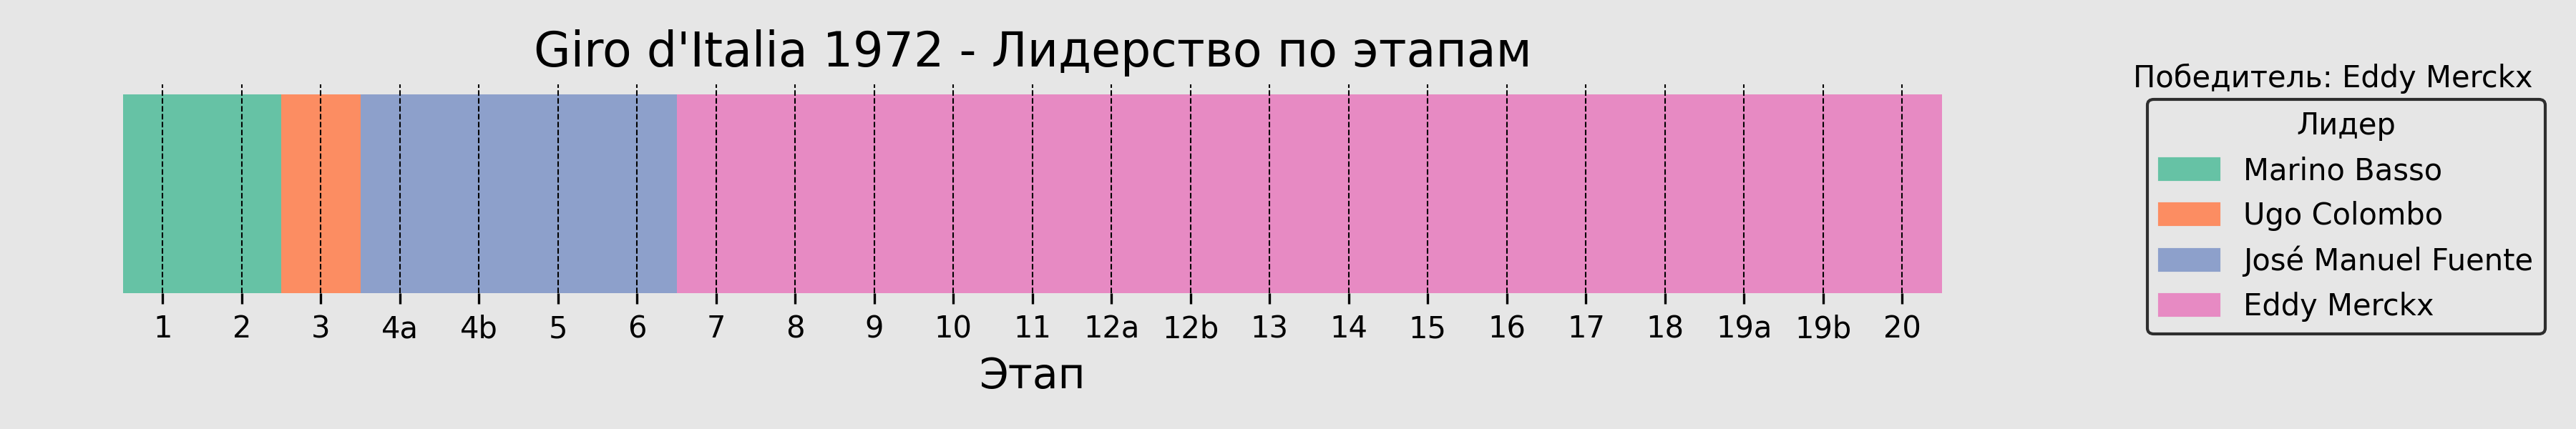 Giro d'Italia 1972 - Лидерство по этапам
Победитель: Eddy Merckx
Лидер
Marino Basso
Ugo Colombo
José Manuel Fuente
Eddy Merckx
1 2 3 4a 4b 5 6 7 8 9 10 11 12a 12b 13 14 15 16 17 18 19a 19b 20
Этап